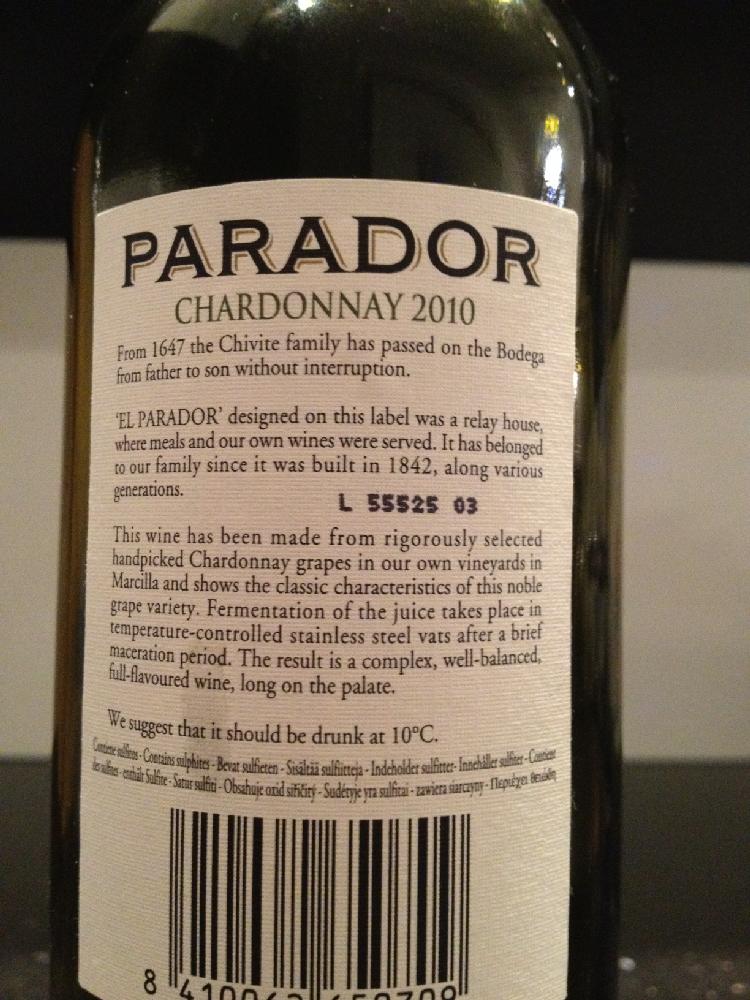 PARADOR
CHARDONNAY 2010
From 1647 the Chivite family has passed on the Bodega
from father to son without interruption.
'EL PARADOR' designed on this label was a relay house,
where meals and our own wines were served. It has belonged
to our family since it was built in 1842, along various
generations.
L 55525 03
This wine has been made from rigorously selected
handpicked Chardonnay grapes in our own vineyards in
Marcilla and shows the classic characteristics of this noble
grape variety. Fermentation of the juice takes place in
temperature-controlled stainless steel vats after a brief
maceration period. The result is a complex, well-balanced,
full-flavoured wine, long on the palate.
We suggest that it should be drunk at 10°C.
Contiene sulfitos - Contains sulphites - Bevat sulfieten - Sisältää sulfiitteja - Indeholder sulfitter - Innehåller sulfiter - Contient
des sulfites - enthält Sulfite - Satur sulfiti - Obsahuje oxid siřičitý - Sudėtyje yra sulfitai - zawiera siarczyny - Περιέχει θειώδη
8